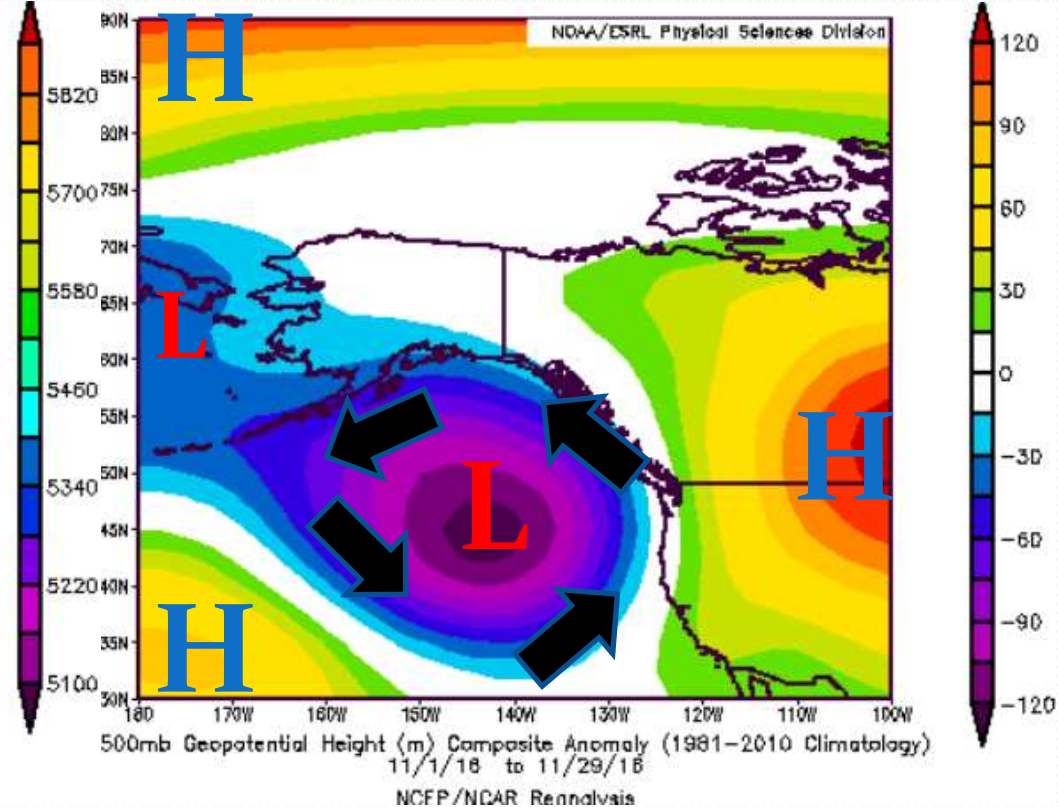 NOAA/ESRL Physical Sciences Division
H
L
H
L
H
90N
85N
80N
75N
70N
65N
60N
55N
50N
45N
40N
35N
30N
180 170W 160W 150W 140W 130W 120W 110W 100W
5820
5700
5580
5460
5340
5220
5100
120
90
60
30
0
-30
-60
-90
-120
500mb Geopotential Height (m) Composite Anomaly (1981-2010 Climatology)
11/1/16 to 11/29/16
NCEP/NCAR Reanalysis